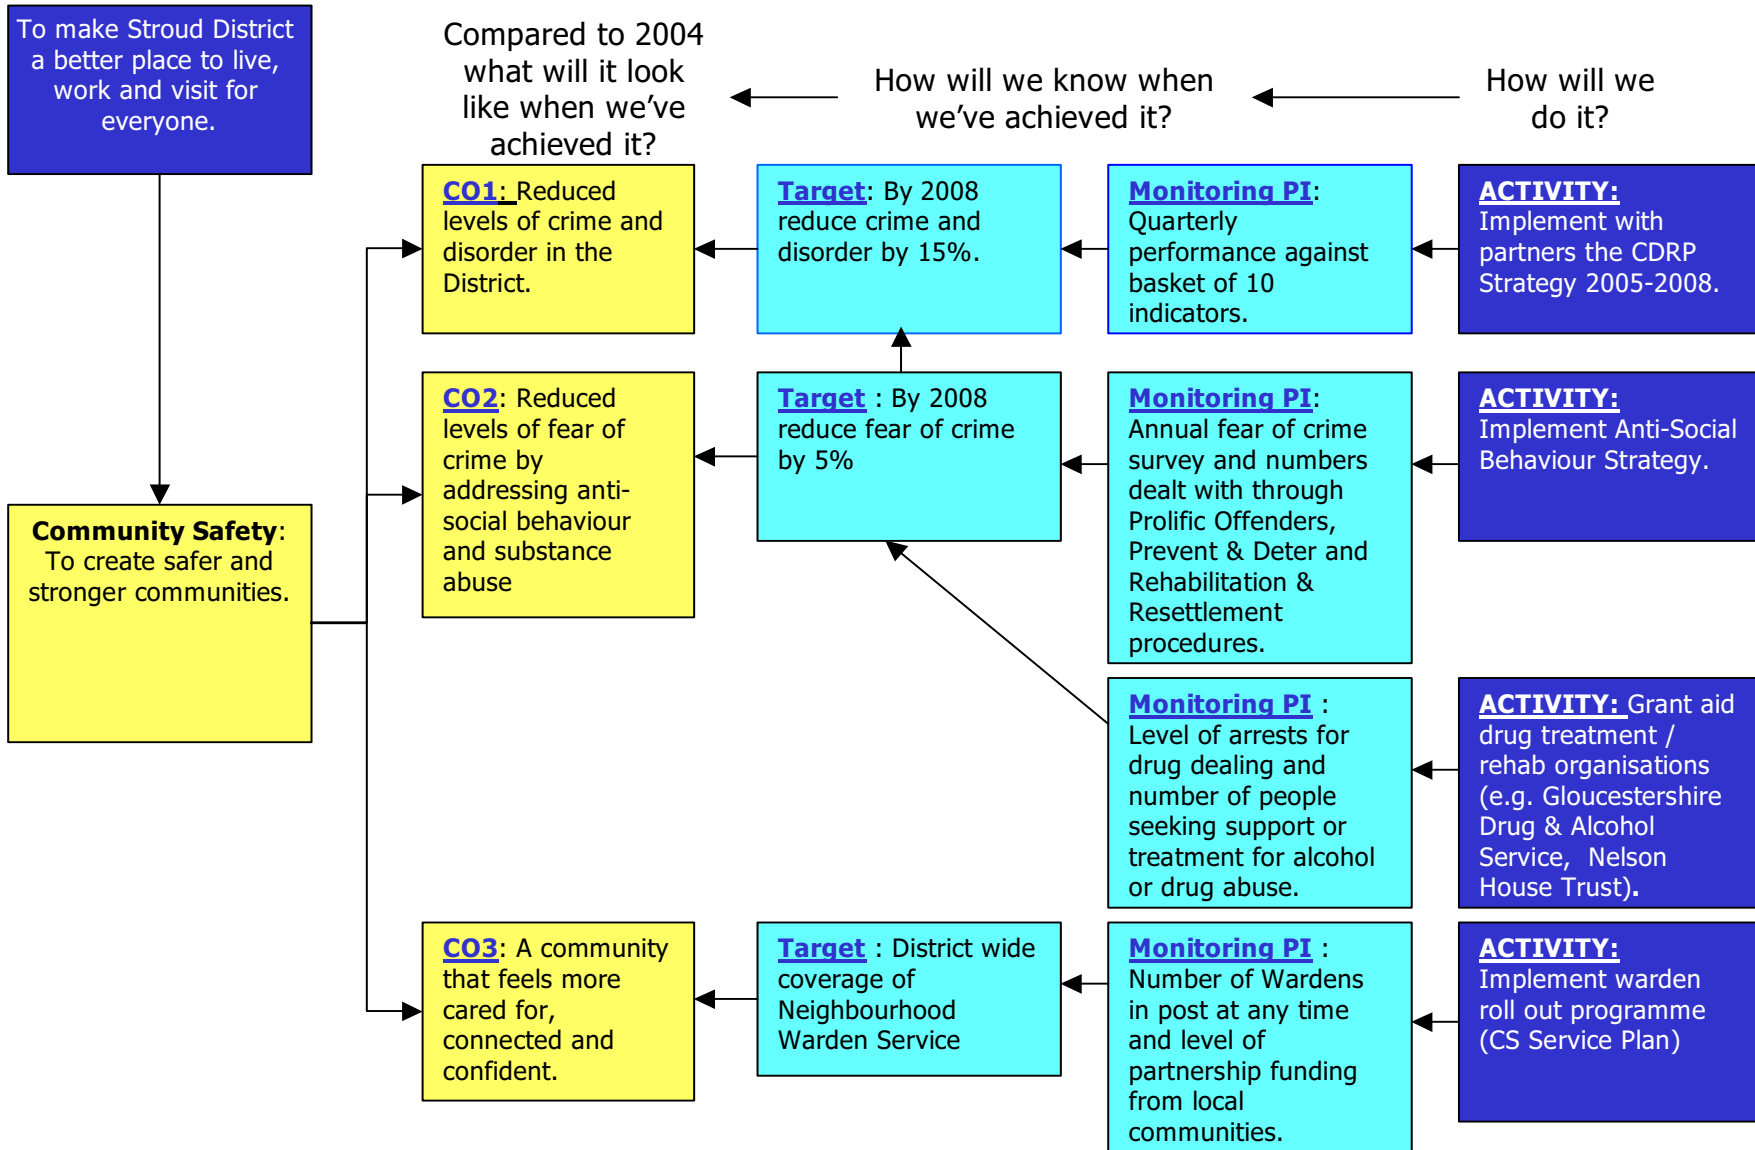 To make Stroud District
a better place to live,
work and visit for
everyone.
Compared to 2004
what will it look
like when we've
achieved it?
How will we know when
we've achieved it?
How will we
do it?
Community Safety:
To create safer and
stronger communities.
CO1: Reduced
levels of crime and
disorder in the
District.
Target: By 2008
reduce crime and
disorder by 15%.
Monitoring PI:
Quarterly
performance against
basket of 10
indicators.
ACTIVITY:
Implement with
partners the CDRP
Strategy 2005-2008.
CO2: Reduced
levels of fear of
crime by
addressing anti-
social behaviour
and substance
abuse
Target : By 2008
reduce fear of crime
by 5%
Monitoring PI:
Annual fear of crime
survey and numbers
dealt with through
Prolific Offenders,
Prevent & Deter and
Rehabilitation &
Resettlement
procedures.
ACTIVITY:
Implement Anti-Social
Behaviour Strategy.
Monitoring PI :
Level of arrests for
drug dealing and
number of people
seeking support or
treatment for alcohol
or drug abuse.
ACTIVITY: Grant aid
drug treatment /
rehab organisations
(e.g. Gloucestershire
Drug & Alcohol
Service, Nelson
House Trust).
CO3: A community
that feels more
cared for,
connected and
confident.
Target : District wide
coverage of
Neighbourhood
Warden Service
Monitoring PI :
Number of Wardens
in post at any time
and level of
partnership funding
from local
communities.
ACTIVITY:
Implement warden
roll out programme
(CS Service Plan)